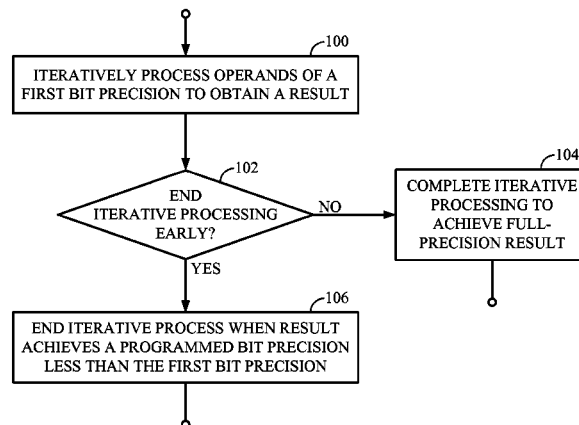 100
ITERATIVELY PROCESS OPERANDS OF A
FIRST BIT PRECISION TO OBTAIN A RESULT
102
END
ITERATIVE PROCESSING
EARLY?
NO
YES
104
COMPLETE ITERATIVE
PROCESSING TO
ACHIEVE FULL-
PRECISION RESULT
106
END ITERATIVE PROCESS WHEN RESULT
ACHIEVES A PROGRAMMED BIT PRECISION
LESS THAN THE FIRST BIT PRECISION